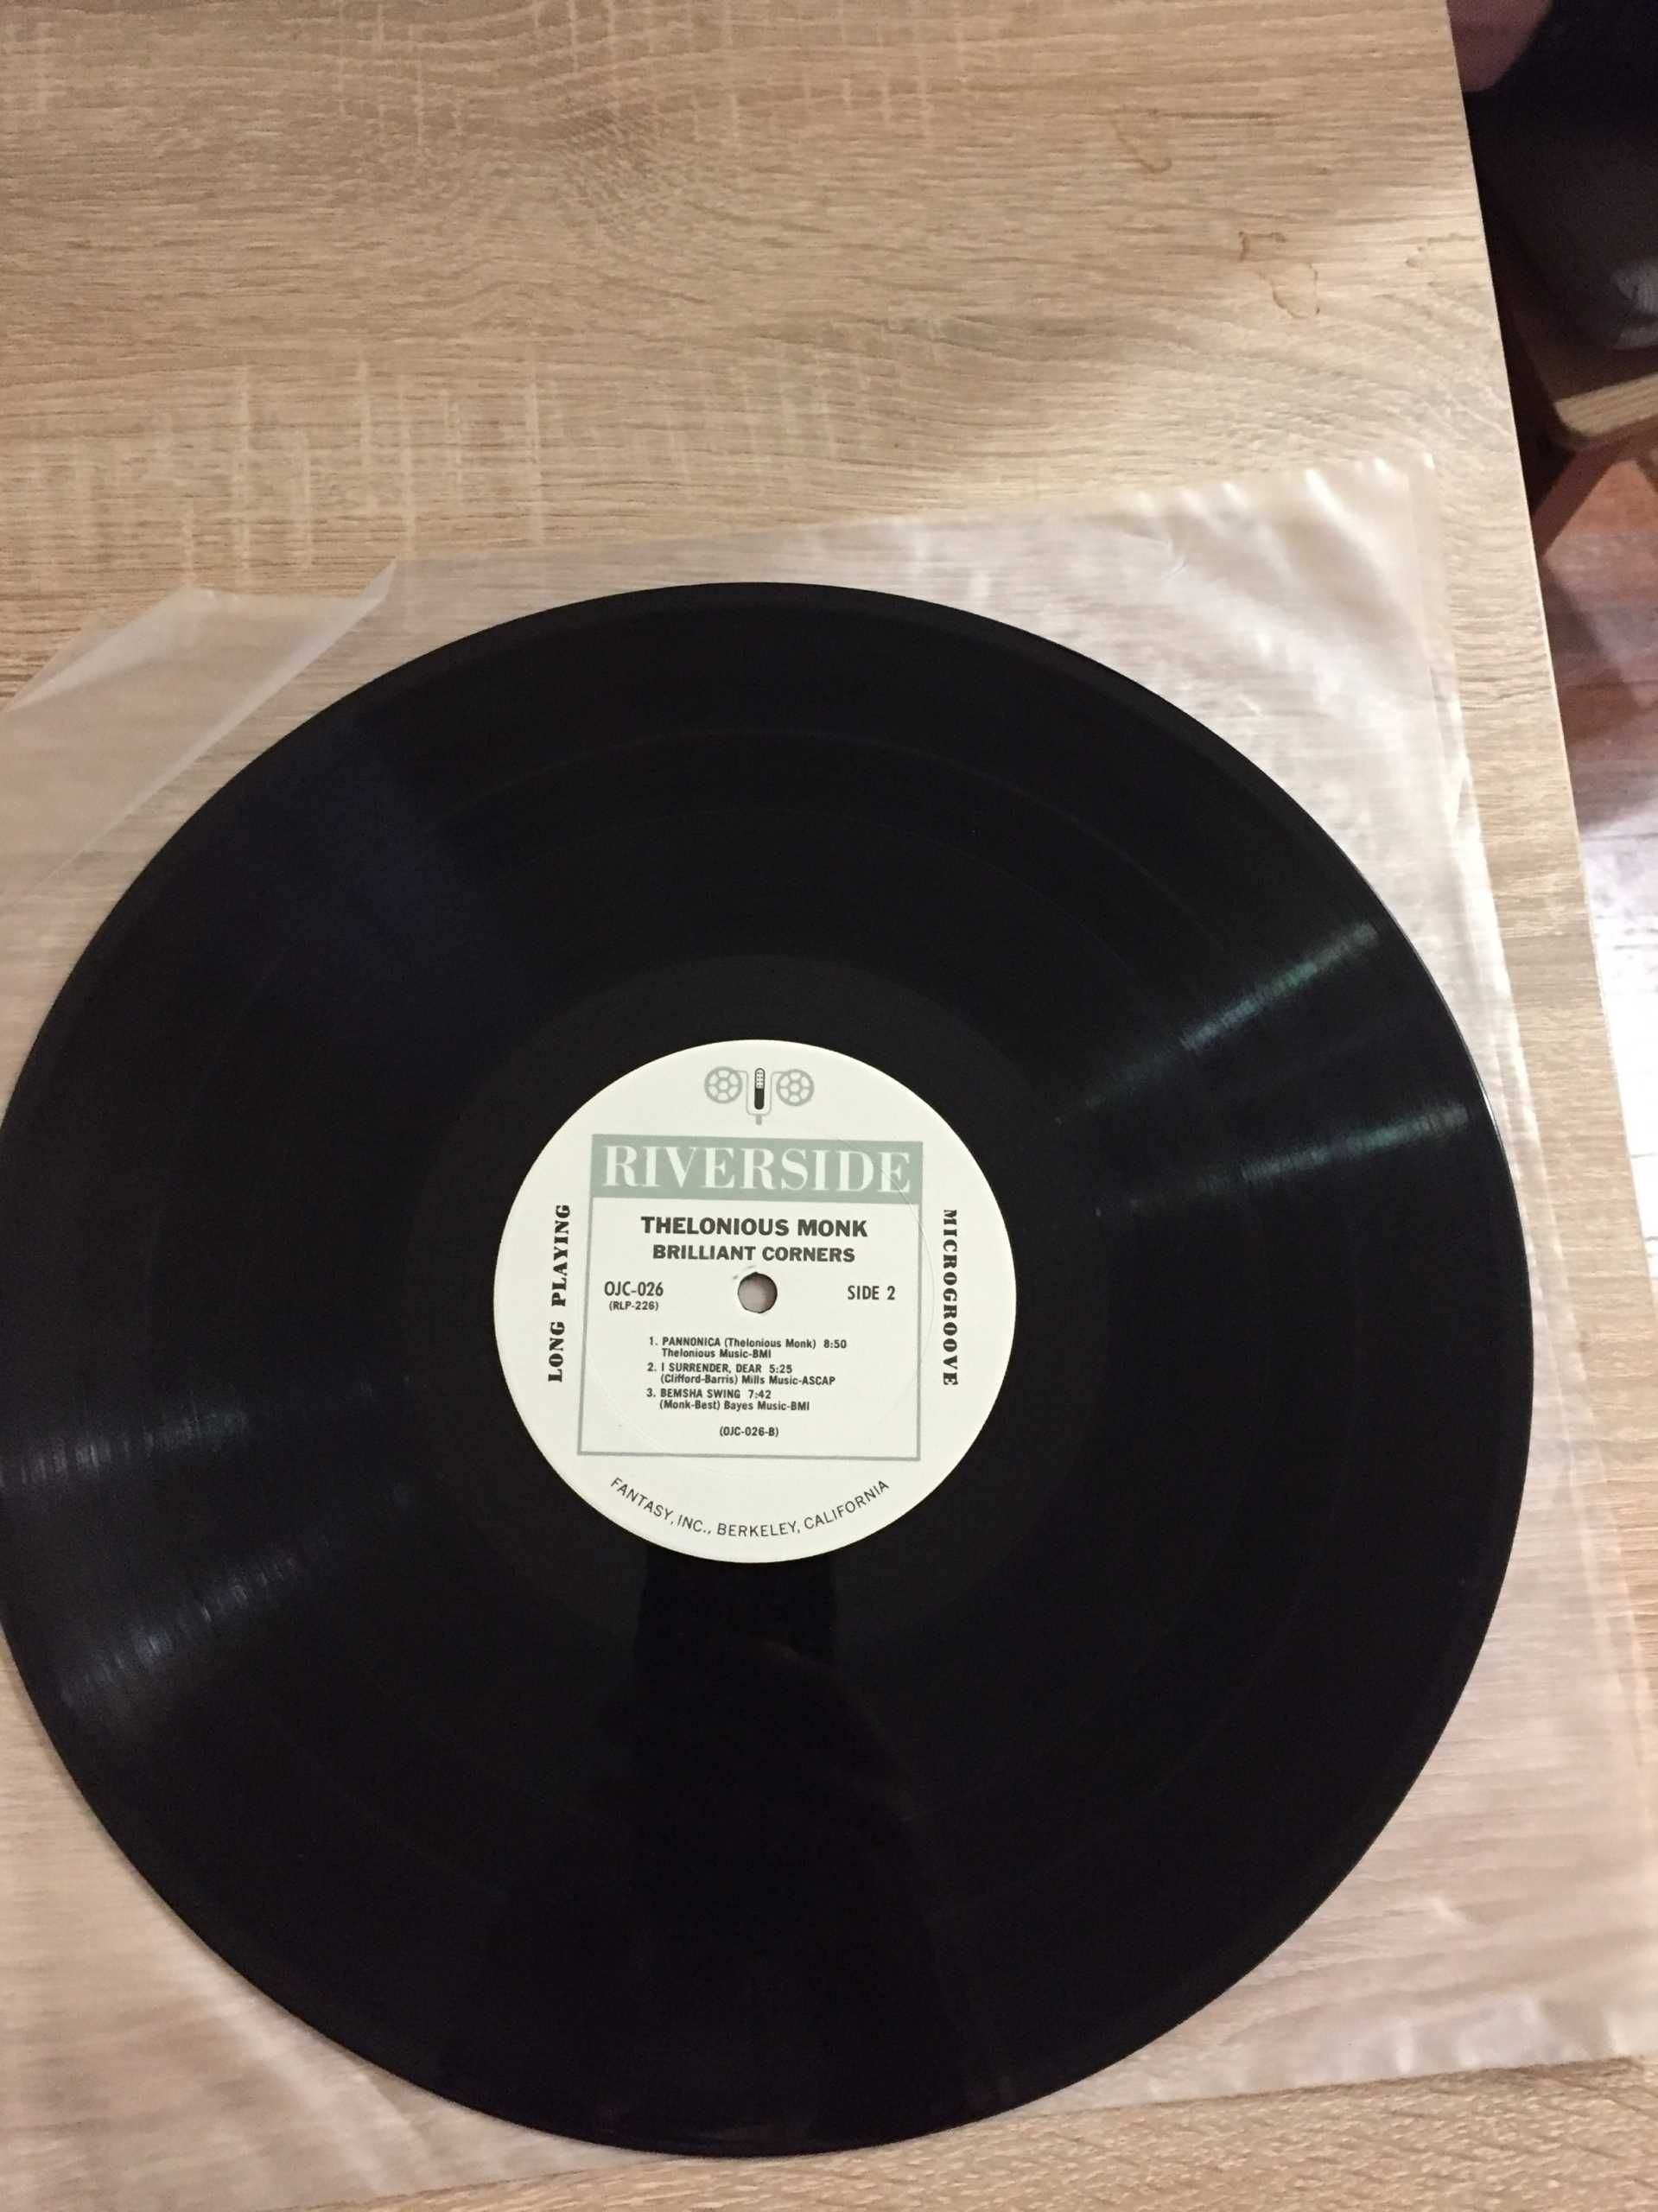 RIVERSIDE
THELONIOUS MONK
BRILLIANT CORNERS
OJC-026
(RLP-226)
SIDE 2
LONG PLAYING
MICROGROOVE
1. PANNONICA (Thelonious Monk) 8:50
Thelonious Music-BMI
2. I SURRENDER, DEAR 5:25
(Clifford-Barris) Mills Music-ASCAP
3. BEMSHA SWING 7:42
(Monk-Best) Bayes Music-BMI
(OJC-026-B)
FANTASY, INC., BERKELEY, CALIFORNIA